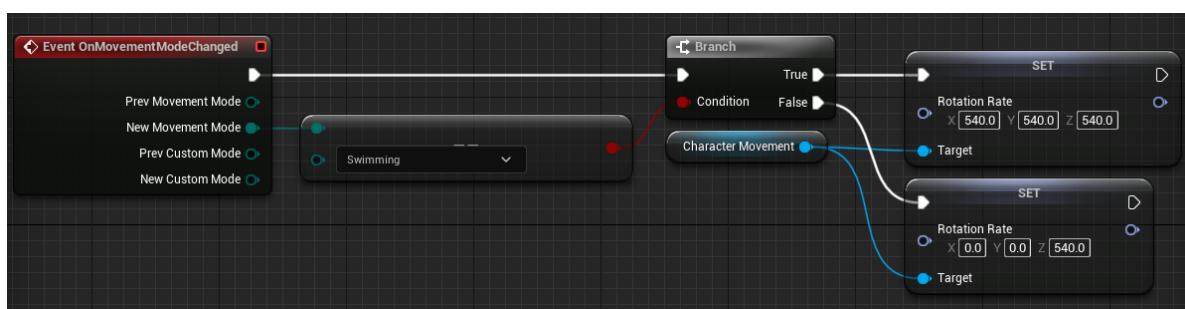 Event OnMovementModeChanged
Prev Movement Mode
New Movement Mode
Prev Custom Mode
New Custom Mode
==
Swimming
Branch
True
Condition
False
Character Movement
SET
Rotation Rate
X 540.0 Y 540.0 Z 540.0
Target
SET
Rotation Rate
X 0.0 Y 0.0 Z 540.0
Target